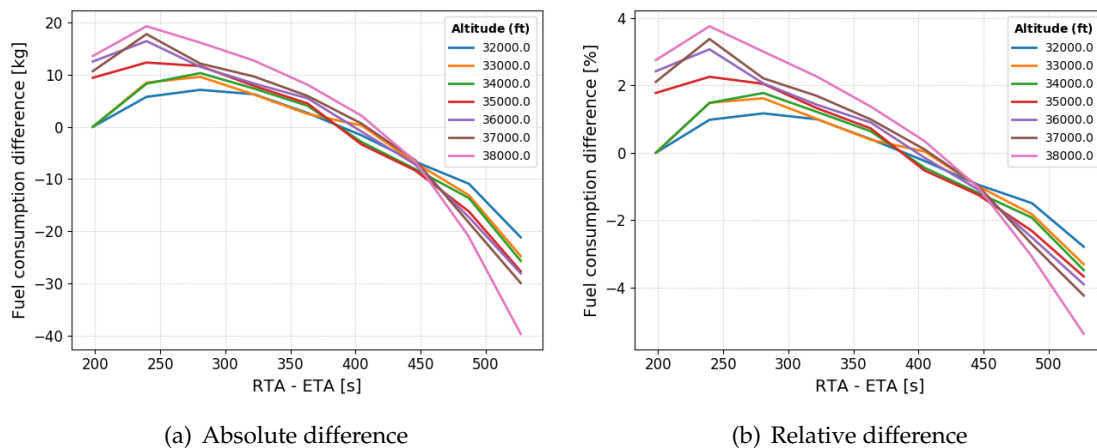 Fuel consumption difference [kg]
20
10
0
−10
−20
−30
−40
200 250 300 350 400 450 500
RTA - ETA [s]
Altitude (ft)
32000.0
33000.0
34000.0
35000.0
36000.0
37000.0
38000.0
(a) Absolute difference
Fuel consumption difference [%]
4
2
0
−2
−4
200 250 300 350 400 450 500
RTA - ETA [s]
Altitude (ft)
32000.0
33000.0
34000.0
35000.0
36000.0
37000.0
38000.0
(b) Relative difference